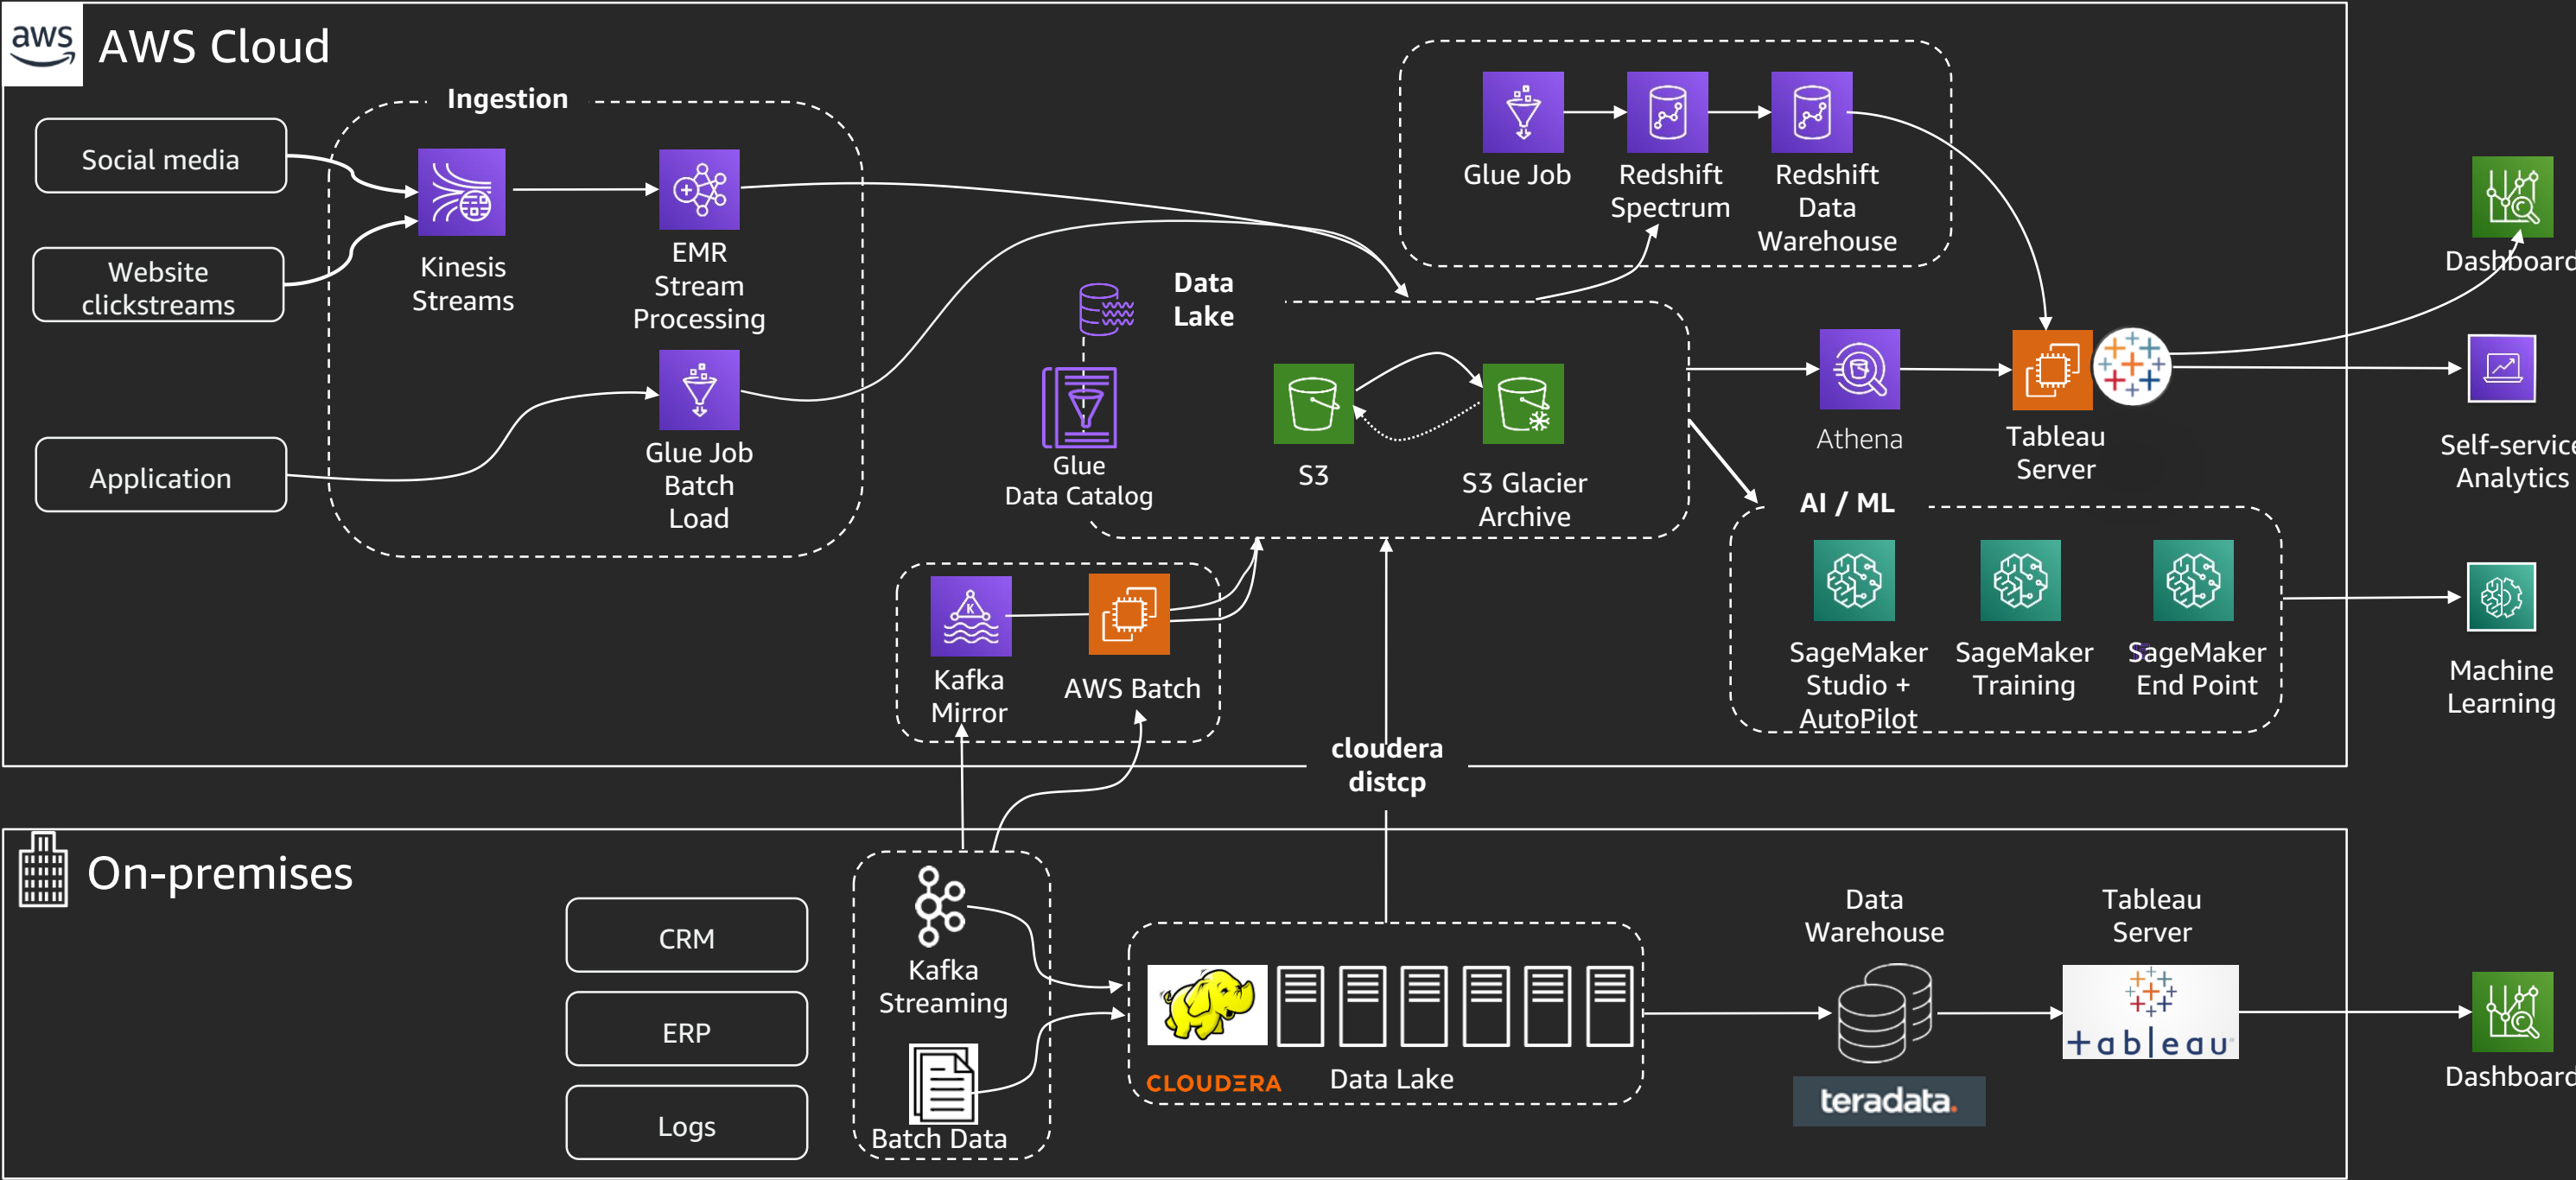 aws
AWS Cloud
Ingestion
Social media
Website
clickstreams
Application
Kinesis
Streams
EMR
Stream
Processing
Glue Job
Batch
Load
Glue Job
Redshift
Spectrum
Redshift
Data
Warehouse
Data
Lake
Glue
Data Catalog
S3
S3 Glacier
Archive
Athena
Tableau
Server
Dashboard
Self-service
Analytics
AI / ML
SageMaker
Studio +
AutoPilot
SageMaker
Training
SageMaker
End Point
Machine
Learning
K
Kafka
Mirror
AWS Batch
cloudera
distcp
On-premises
CRM
ERP
Logs
Kafka
Streaming
Batch Data
CLOUDERA
Data Lake
Data
Warehouse
teradata.
Tableau
Server
+ableau
Dashboard